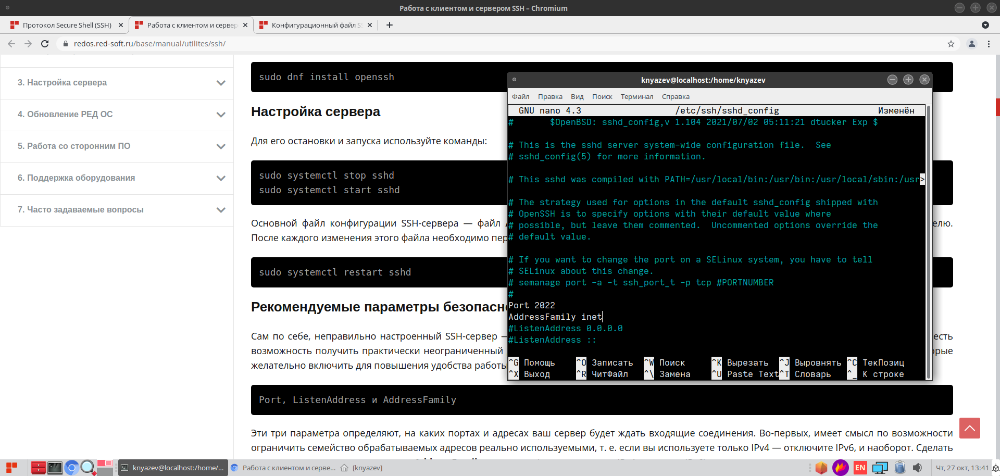 Работа с клиентом и сервером SSH – Chromium
Протокол Secure Shell (SSH)
Работа с клиентом и сервер
Конфигурационный файл SS
redos.red-soft.ru/base/manual/utilites/ssh/
3. Настройка сервера
4. Обновление РЕД ОС
5. Работа со сторонним ПО
6. Поддержка оборудования
7. Часто задаваемые вопросы
sudo dnf install openssh
Настройка сервера
Для его остановки и запуска используйте команды:
sudo systemctl stop sshd
sudo systemctl start sshd
Основной файл конфигурации SSH-сервера — файл
елю.
После каждого изменения этого файла необходимо пер
sudo systemctl restart sshd
Рекомендуемые параметры безопасн
Сам по себе, неправильно настроенный SSH-сервер —
есть
возможность получить практически неограниченный
орые
желательно включить для повышения удобства работь
Port, ListenAddress и AddressFamily
Эти три параметра определяют, на каких портах и адресах ваш сервер будет ждать входящие соединения. Во-первых, имеет смысл по возможности
ограничить семейство обрабатываемых адресов реально используемыми, т. е. если вы используете только IPv4 — отключите IPv6, и наоборот. Сделать
knyazev@localhost:/home/knyazev
Файл Правка Вид Поиск Терминал Справка
GNU nano 4.3 /etc/ssh/sshd_config Изменён
# $OpenBSD: sshd_config,v 1.104 2021/07/02 05:11:21 dtucker Exp $
# This is the sshd server system-wide configuration file. See
# sshd_config(5) for more information.
# This sshd was compiled with PATH=/usr/local/bin:/usr/bin:/usr/local/sbin:/usr>
# The strategy used for options in the default sshd_config shipped with
# OpenSSH is to specify options with their default value where
# possible, but leave them commented. Uncommented options override the
# default value.
# If you want to change the port on a SELinux system, you have to tell
# SELinux about this change.
# semanage port -a -t ssh_port_t -p tcp #PORTNUMBER
#
Port 2022
AddressFamily inet
#ListenAddress 0.0.0.0
#ListenAddress ::
^G Помощь ^O Записать ^W Поиск ^K Вырезать ^J Выровнять ^C ТекПозиц
^X Выход ^R ЧитФайл ^\ Замена ^U Paste Text ^T Словарь ^_ К строке
knyazev@localhost:/home/...
Работа с клиентом и серве...
[knyazev]
EN
Чт, 27 окт, 13:41